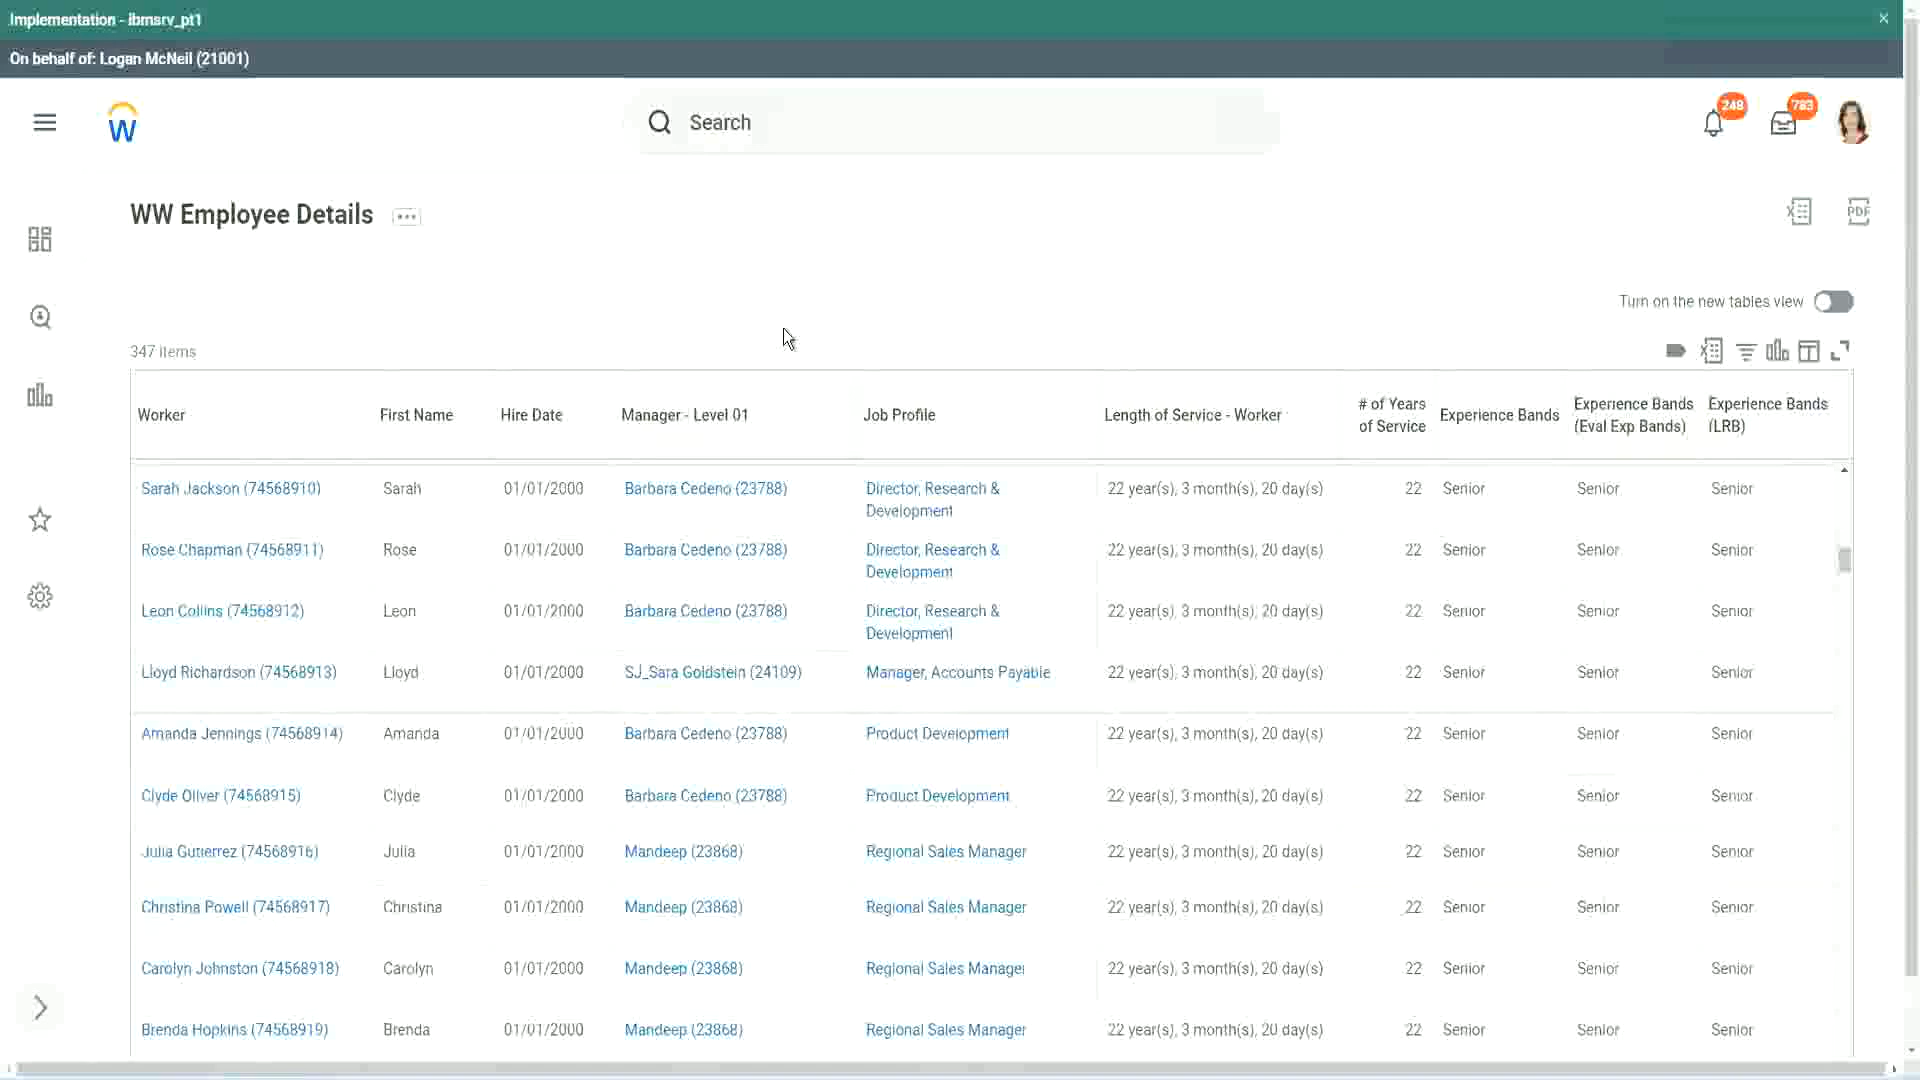 Implementation - ibmsrv_pt1
On behalf of: Logan McNeil (21001)
W
Search
248
783
WW Employee Details
PDF
Turn on the new tables view
347 items
Worker First Name Hire Date Manager - Level 01 Job Profile Length of Service - Worker # of Years of Service Experience Bands Experience Bands (Eval Exp Bands) Experience Bands (LRB)
Sarah Jackson (74568910) Sarah 01/01/2000 Barbara Cedeno (23788) Director, Research & Development 22 year(s), 3 month(s), 20 day(s) 22 Senior Senior Senior
Rose Chapman (74568911) Rose 01/01/2000 Barbara Cedeno (23788) Director, Research & Development 22 year(s), 3 month(s), 20 day(s) 22 Senior Senior Senior
Leon Collins (74568912) Leon 01/01/2000 Barbara Cedeno (23788) Director, Research & Development 22 year(s), 3 month(s), 20 day(s) 22 Senior Senior Senior
Lloyd Richardson (74568913) Lloyd 01/01/2000 SJ_Sara Goldstein (24109) Manager, Accounts Payable 22 year(s), 3 month(s), 20 day(s) 22 Senior Senior Senior
Amanda Jennings (74568914) Amanda 01/01/2000 Barbara Cedeno (23788) Product Development 22 year(s), 3 month(s), 20 day(s) 22 Senior Senior Senior
Clyde Oliver (74568915) Clyde 01/01/2000 Barbara Cedeno (23788) Product Development 22 year(s), 3 month(s), 20 day(s) 22 Senior Senior Senior
Julia Gutierrez (74568916) Julia 01/01/2000 Mandeep (23868) Regional Sales Manager 22 year(s), 3 month(s), 20 day(s) 22 Senior Senior Senior
Christina Powell (74568917) Christina 01/01/2000 Mandeep (23868) Regional Sales Manager 22 year(s), 3 month(s), 20 day(s) 22 Senior Senior Senior
Carolyn Johnston (74568918) Carolyn 01/01/2000 Mandeep (23868) Regional Sales Manager 22 year(s), 3 month(s), 20 day(s) 22 Senior Senior Senior
Brenda Hopkins (74568919) Brenda 01/01/2000 Mandeep (23868) Regional Sales Manager 22 year(s), 3 month(s), 20 day(s) 22 Senior Senior Senior